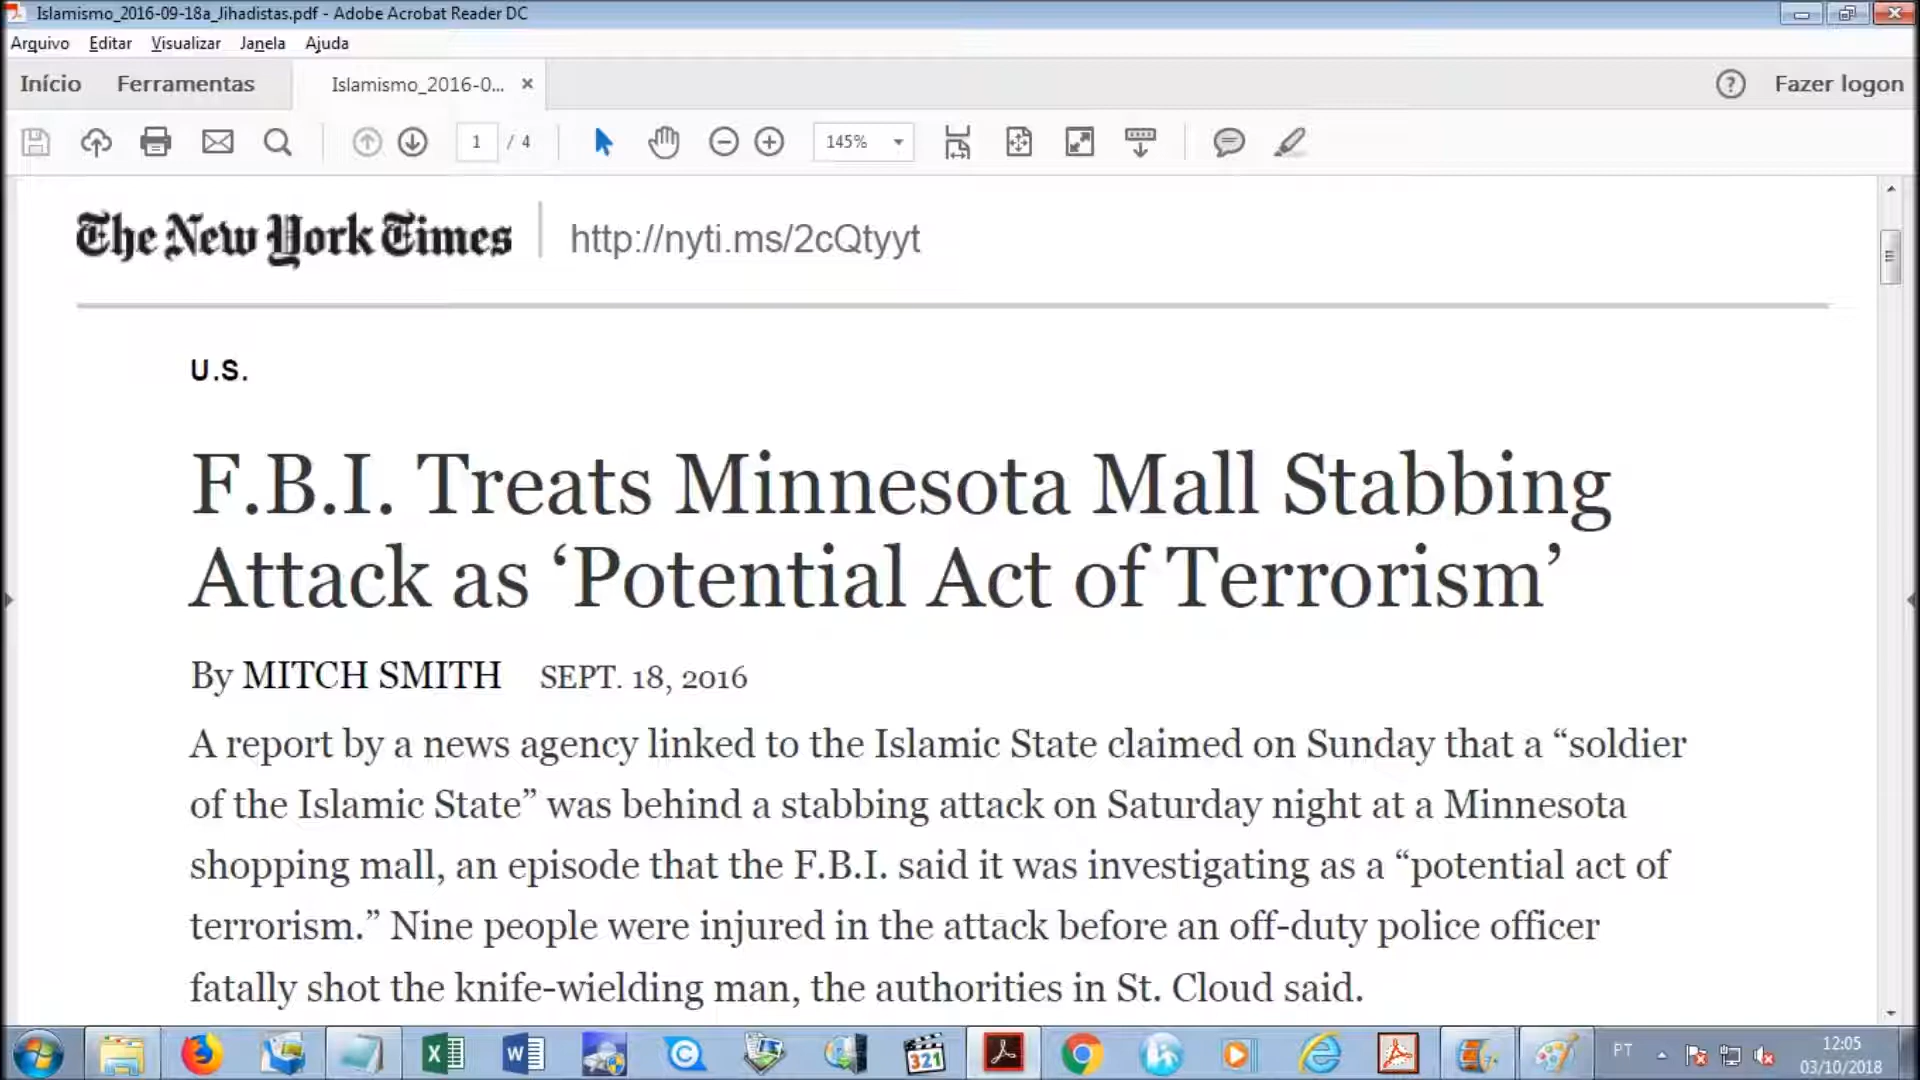 Islamismo_2016-09-18a_Jihadistas.pdf - Adobe Acrobat Reader DC
Arquivo Editar Visualizar Janela Ajuda
Início Ferramentas Islamismo_2016-0... × ? Fazer logon
1 / 4 145%
The New York Times http://nyti.ms/2cQtyyt
U.S.
F.B.I. Treats Minnesota Mall Stabbing
Attack as ‘Potential Act of Terrorism’
By MITCH SMITH SEPT. 18, 2016
A report by a news agency linked to the Islamic State claimed on Sunday that a “soldier
of the Islamic State” was behind a stabbing attack on Saturday night at a Minnesota
shopping mall, an episode that the F.B.I. said it was investigating as a “potential act of
terrorism.” Nine people were injured in the attack before an off-duty police officer
fatally shot the knife-wielding man, the authorities in St. Cloud said.
321
PT 12:05
03/10/2018